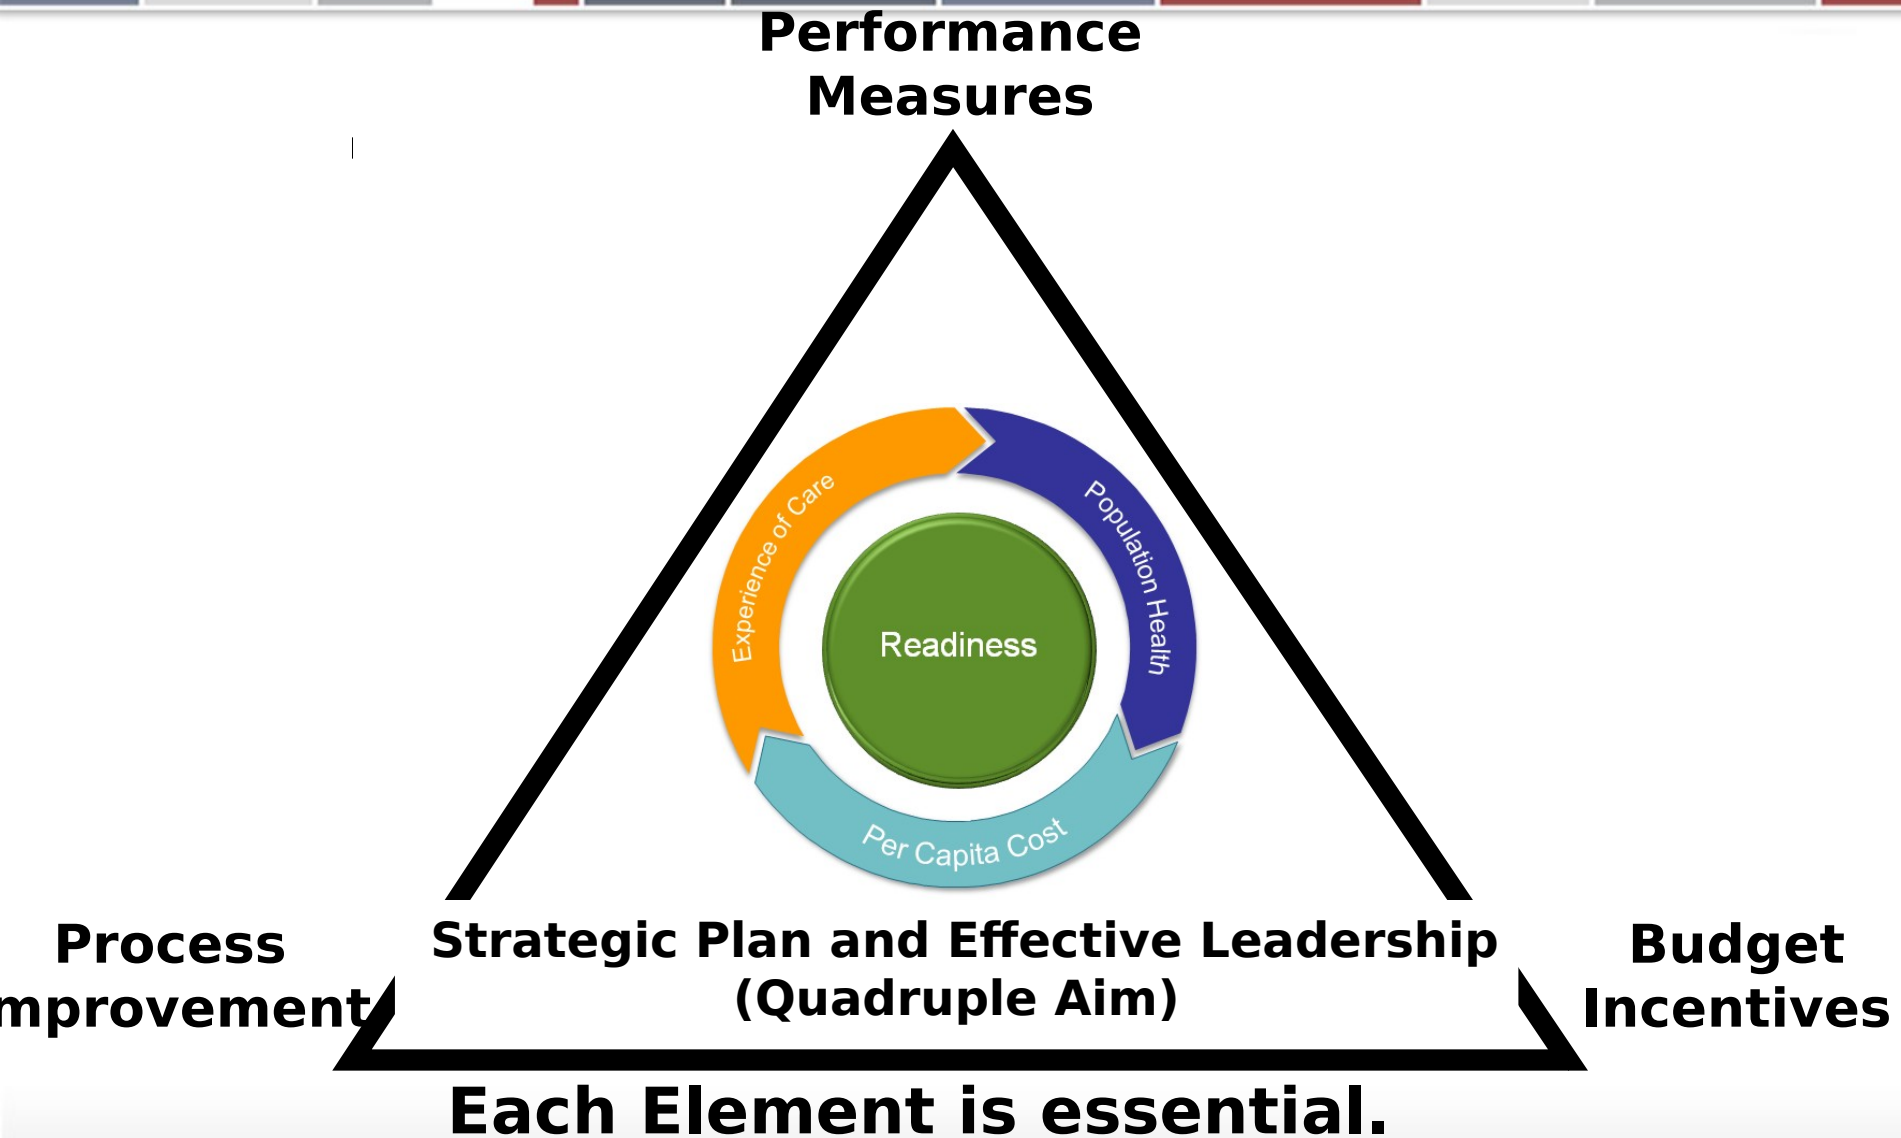 Performance
Measures
Experience of Care
Population Health
Readiness
Per Capita Cost
Process
mprovement
Strategic Plan and Effective Leadership
(Quadruple Aim)
Budget
Incentives
Each Element is essential.